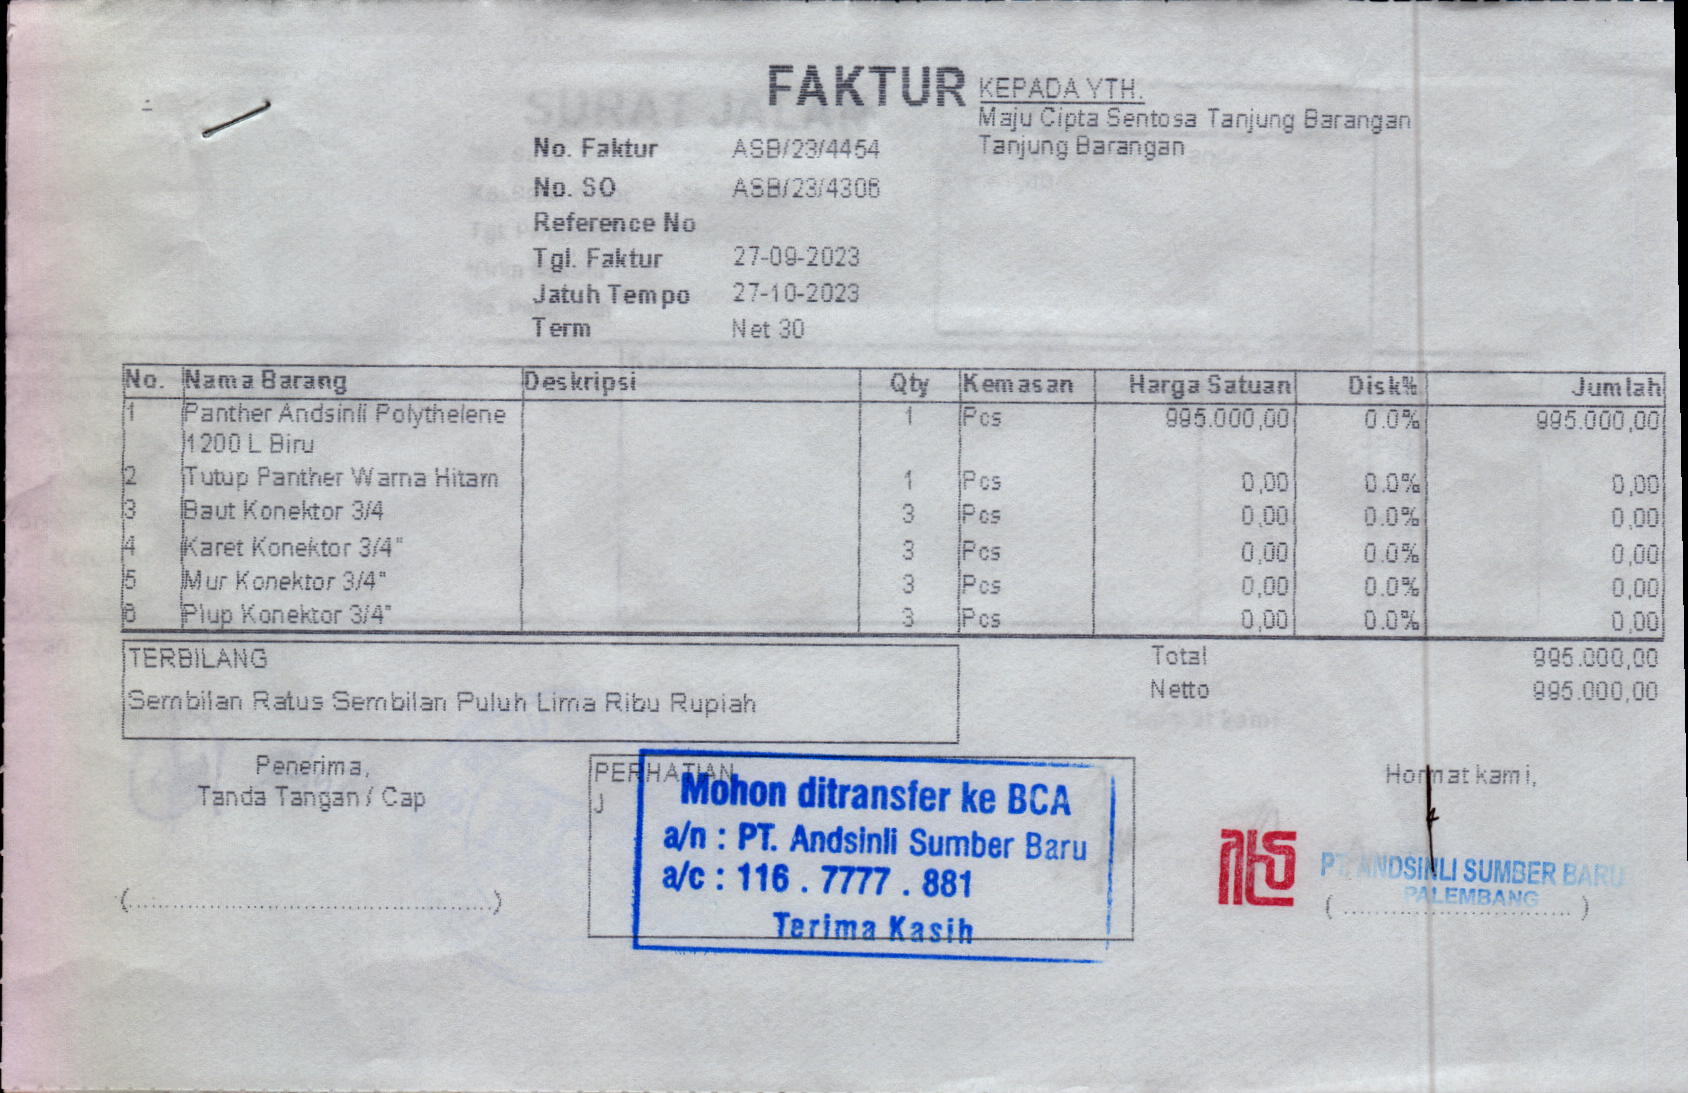 FAKTUR
KEPADA YTH.
Maju Cipta Sentosa Tanjung Barangan
Tanjung Barangan
No. Faktur ASB/23/4454
No. SO ASB/23/4306
Reference No
Tgl. Faktur 27-09-2023
Jatuh Tempo 27-10-2023
Term Net 30
No. Nama Barang Deskripsi Qty Kemasan Harga Satuan Disk% Jumlah
1 Panther Andsinli Polythelene 1 Pcs 995.000,00 0.0% 995.000,00
1200 L Biru
2 Tutup Panther Warna Hitam 1 Pcs 0,00 0.0% 0,00
3 Baut Konektor 3/4 3 Pcs 0,00 0.0% 0,00
4 Karet Konektor 3/4" 3 Pcs 0,00 0.0% 0,00
5 Mur Konektor 3/4" 3 Pcs 0,00 0.0% 0,00
6 Plup Konektor 3/4" 3 Pcs 0,00 0.0% 0,00
TERBILANG
Sembilan Ratus Sembilan Puluh Lima Ribu Rupiah
Total 995.000,00
Netto 995.000,00
Penerima,
Tanda Tangan / Cap
(....................................................)
PERHATIAN
J
Mohon ditransfer ke BCA
a/n : PT. Andsinli Sumber Baru
a/c : 116 . 7777 . 881
Terima Kasih
Hormat kami,
PT. ANDSINLI SUMBER BARU
PALEMBANG
( ................................ )